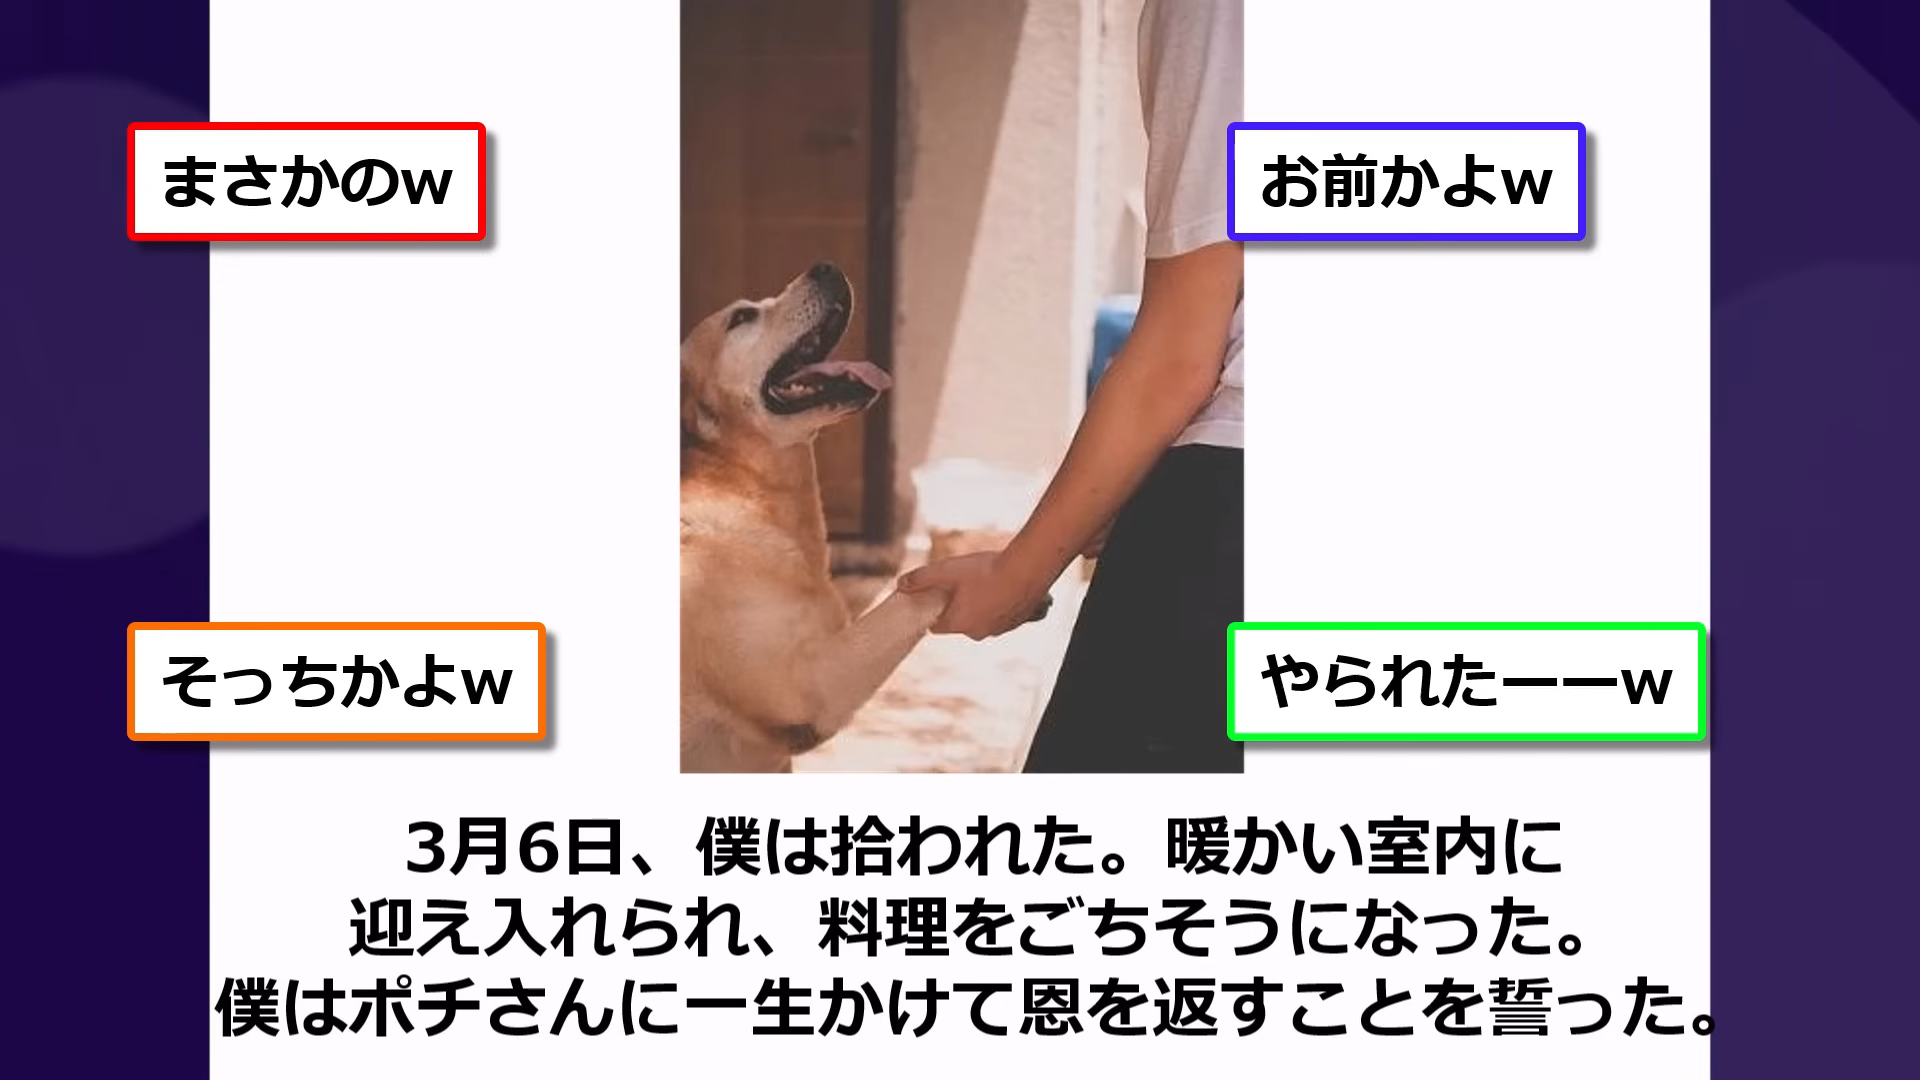 まさかのw
お前かよw
そっちかよw
やられたーーw
3月6日、僕は拾われた。暖かい室内に
迎え入れられ、料理をごちそうになった。
僕はポチさんに一生かけて恩を返すことを誓った。